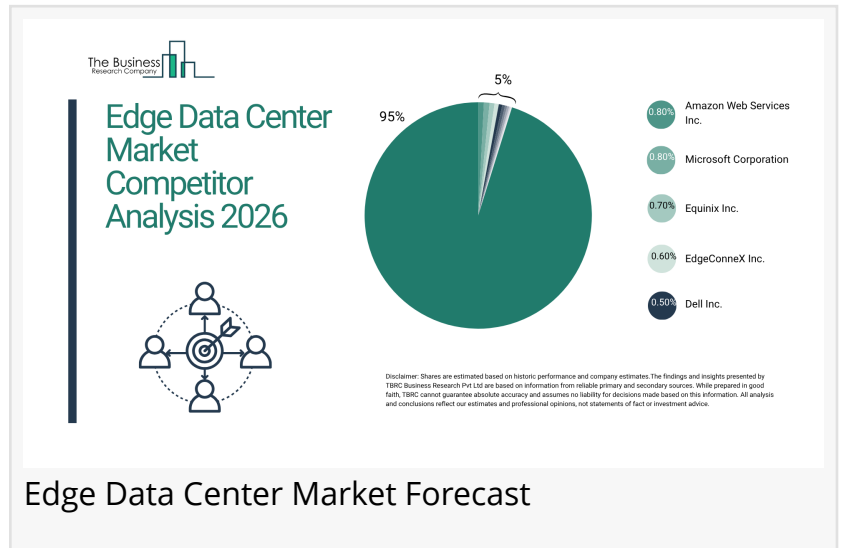 The Business
Research Company
Edge Data Center
Market
Competitor
Analysis 2026
5%
95%
0.80%
Amazon Web Services
Inc.
0.80%
Microsoft Corporation
0.70%
Equinix Inc.
0.60%
EdgeConneX Inc.
0.50%
Dell Inc.
Disclaimer: Shares are estimated based on historic performance and company estimates.The findings and insights presented by
TBRC Business Research Pvt Ltd are based on information from reliable primary and secondary sources. While prepared in good
faith, TBRC cannot guarantee absolute accuracy and assumes no liability for decisions made based on this information. All analysis
and conclusions reflect our estimates and professional opinions, not statements of fact or investment advice.
Edge Data Center Market Forecast